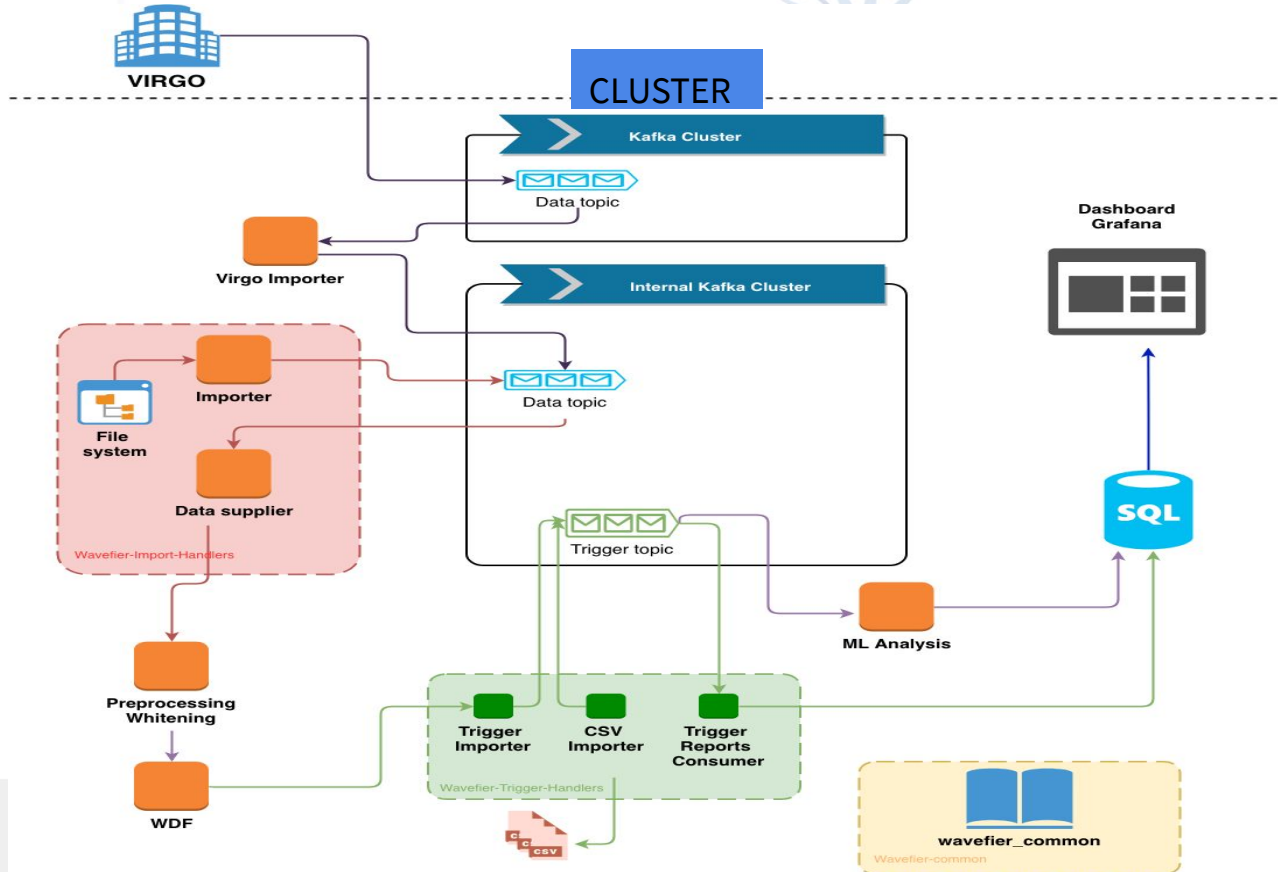 VIRGO
CLUSTER
Kafka Cluster
Data topic
Dashboard
Grafana
Virgo Importer
Internal Kafka Cluster
Importer
Data topic
File
system
Data supplier
SQL
Wavefier-Import-Handlers
Trigger topic
ML Analysis
Preprocessing
Whitening
Trigger
Importer
CSV
Importer
Trigger
Reports
Consumer
Wavefier-Trigger-Handlers
WDF
CSV
wavefier_common
Wavefier-common